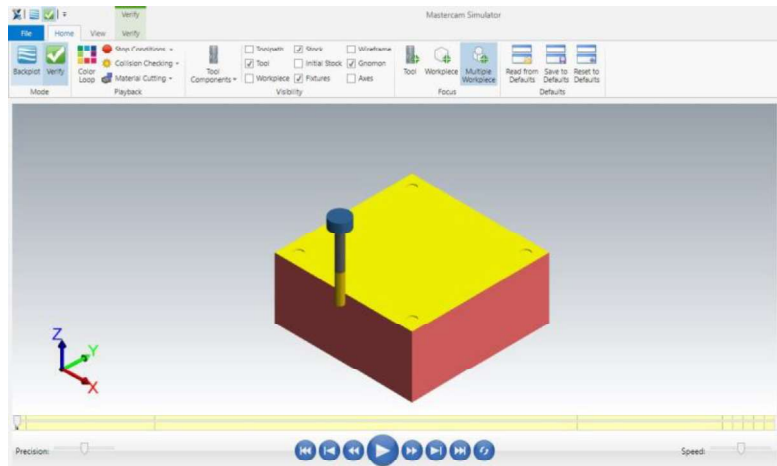 Verify
Mastercam Simulator
File Home View Verify
Backplot Verify
Mode
Color Loop
Stop Conditions
Collision Checking
Material Cutting
Playback
Tool Components
Toolpath Stock Wireframe
Tool Initial Stock Gnomon
Workpiece Fixtures Axes
Visibility
Tool Workpiece Multiple Workpiece
Focus
Read from Defaults Save to Defaults Reset to Defaults
Defaults
Z
Y
X
Precision:
Speed: